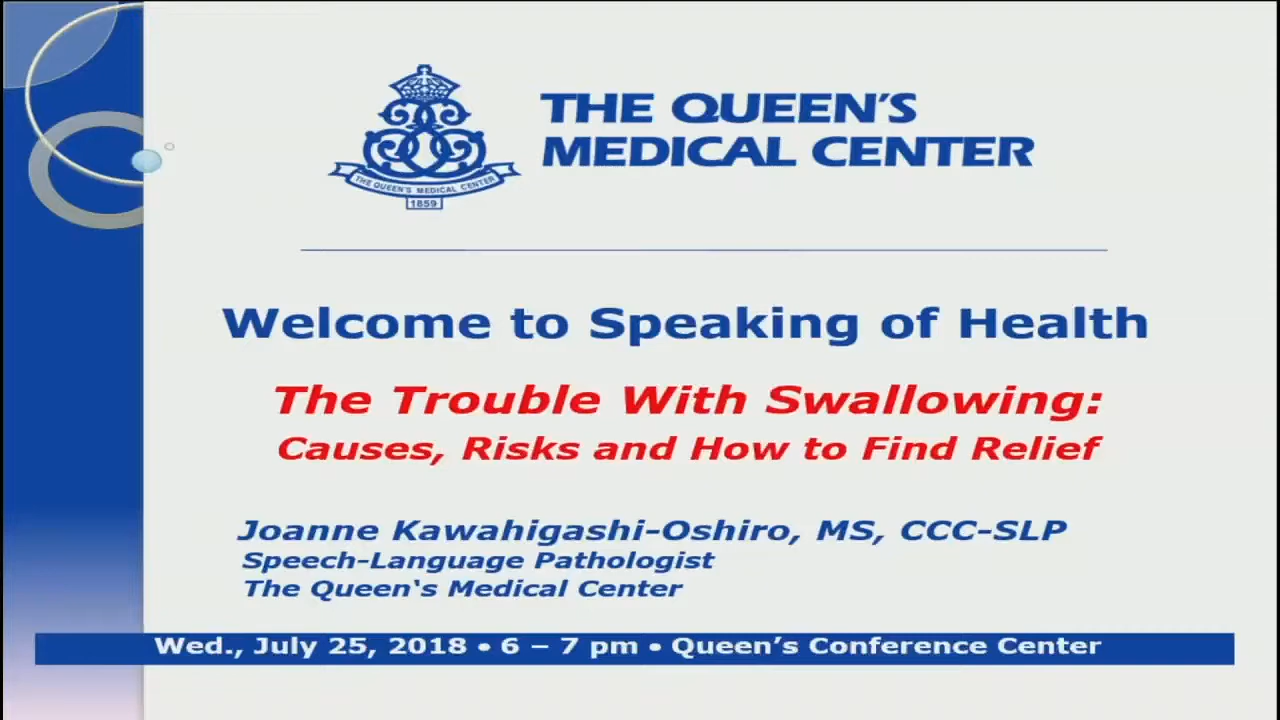 THE QUEEN'S
MEDICAL CENTER
THE QUEEN'S MEDICAL CENTER
1859
Welcome to Speaking of Health
The Trouble With Swallowing:
Causes, Risks and How to Find Relief
Joanne Kawahigashi-Oshiro, MS, CCC-SLP
Speech-Language Pathologist
The Queen‛s Medical Center
Wed., July 25, 2018 • 6 – 7 pm • Queen’s Conference Center